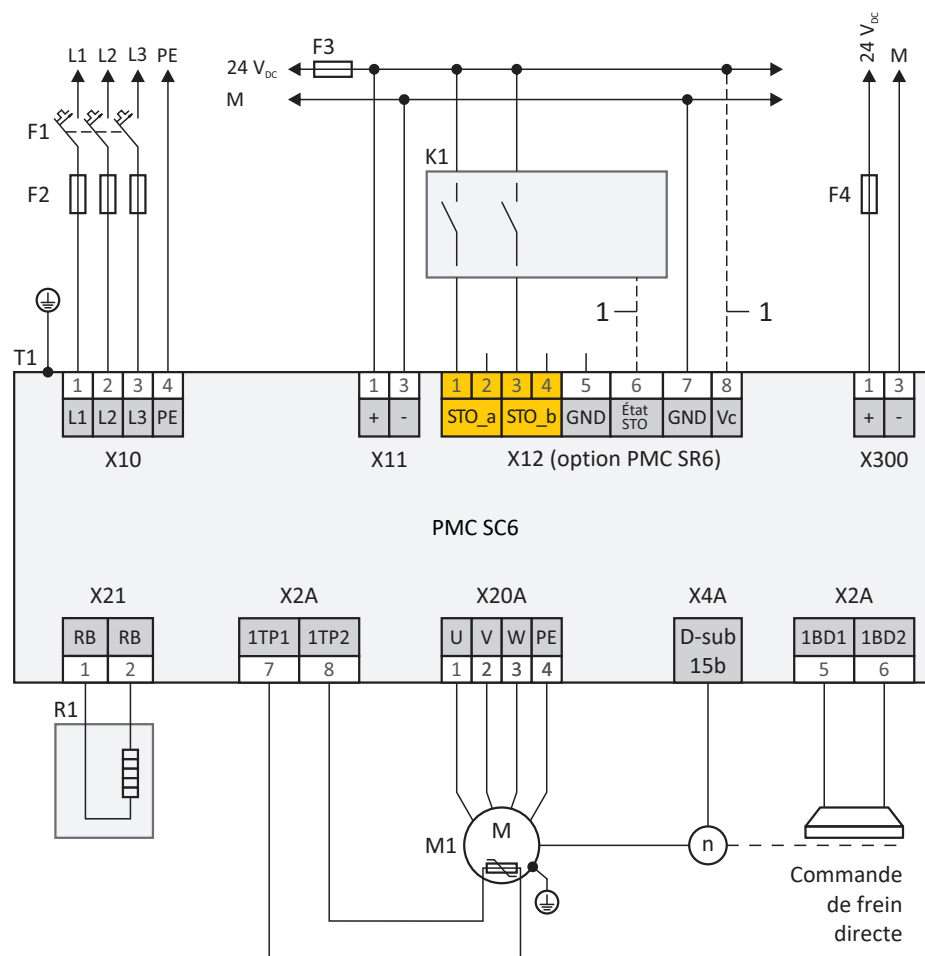 L1 L2 L3 PE
F1
F2
24 V_DC
F3
M
K1
24 V_DC
M
F4
1
1
T1
1 2 3 4
L1 L2 L3 PE
X10
1 3
+ -
X11
1 2 3 4 5 6 7 8
STO_a STO_b GND État STO GND Vc
X12 (option PMC SR6)
1 3
+ -
X300
PMC SC6
X21
RB RB
1 2
X2A
1TP1 1TP2
7 8
X20A
U V W PE
1 2 3 4
X4A
D-sub
15b
X2A
1BD1 1BD2
5 6
R1
M1
M
n
Commande
de frein
directe